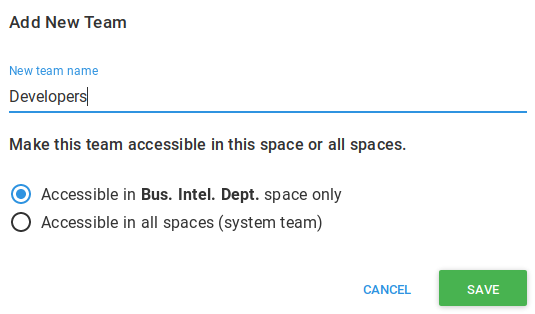 Add New Team
New team name
Developers
Make this team accessible in this space or all spaces.
Accessible in Bus. Intel. Dept. space only
Accessible in all spaces (system team)
CANCEL SAVE